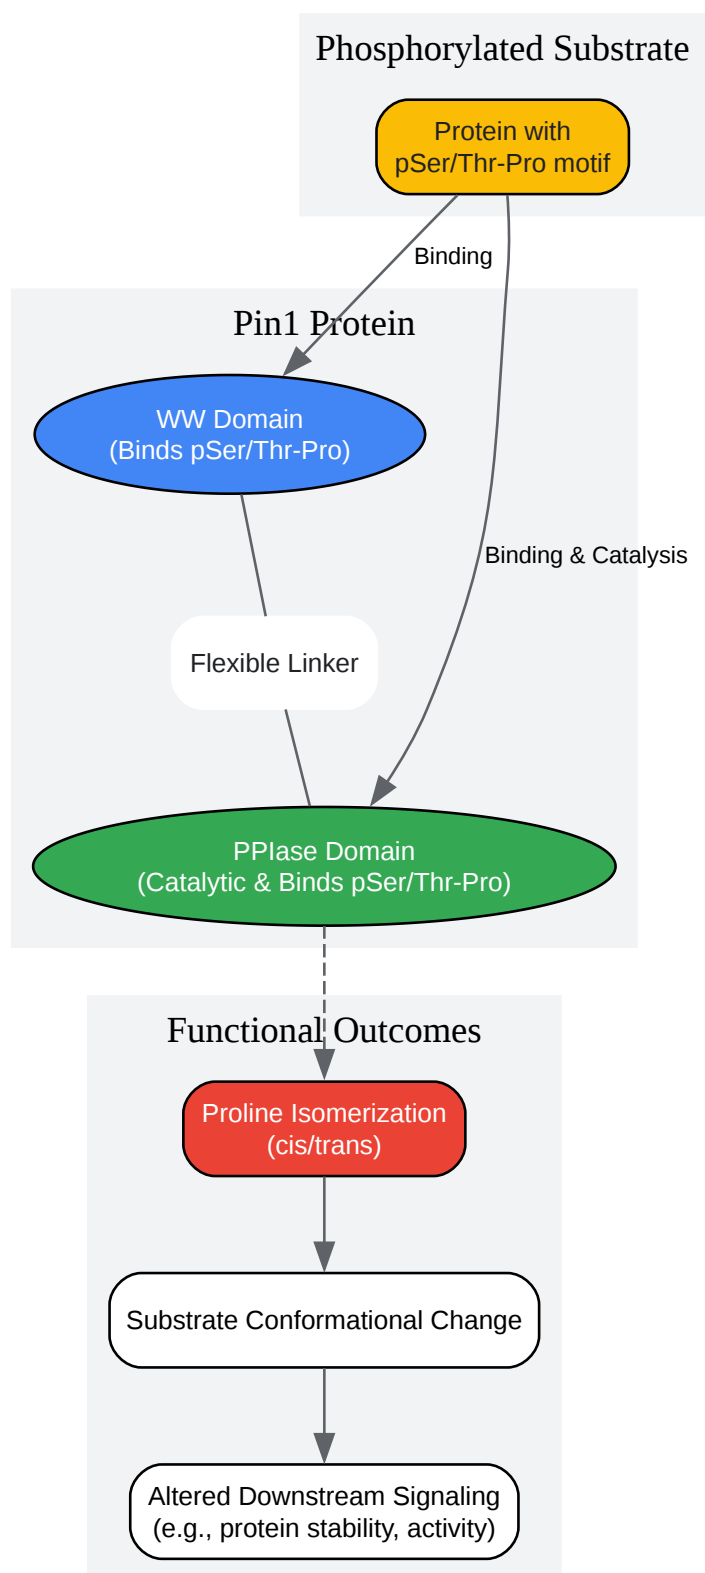 Phosphorylated Substrate
Protein with
pSer/Thr-Pro motif
Binding
Pin1 Protein
WW Domain
(Binds pSer/Thr-Pro)
Binding & Catalysis
Flexible Linker
PPIase Domain
(Catalytic & Binds pSer/Thr-Pro)
Functional Outcomes
Proline Isomerization
(cis/trans)
Substrate Conformational Change
Altered Downstream Signaling
(e.g., protein stability, activity)